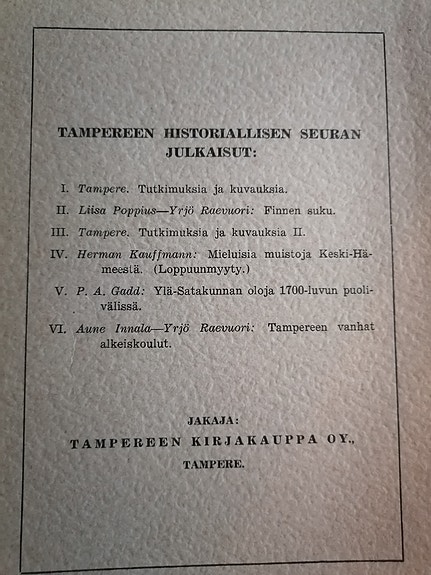 TAMPEREEN HISTORIALLISEN SEURAN
JULKAISUT:
I. Tampere. Tutkimuksia ja kuvauksia.
II. Liisa Poppius—Yrjö Raevuori: Finnen suku.
III. Tampere. Tutkimuksia ja kuvauksia II.
IV. Herman Kauffmann: Mieluisia muistoja Keski-Hä-
meestä. (Loppuunmyyty.)
V. P. A. Gadd: Ylä-Satakunnan oloja 1700-luvun puoli-
välissä.
VI. Aune Innala—Yrjö Raevuori: Tampereen vanhat
alkeiskoulut.
JAKAJA:
TAMPEREEN KIRJAKAUPPA OY.,
TAMPERE.